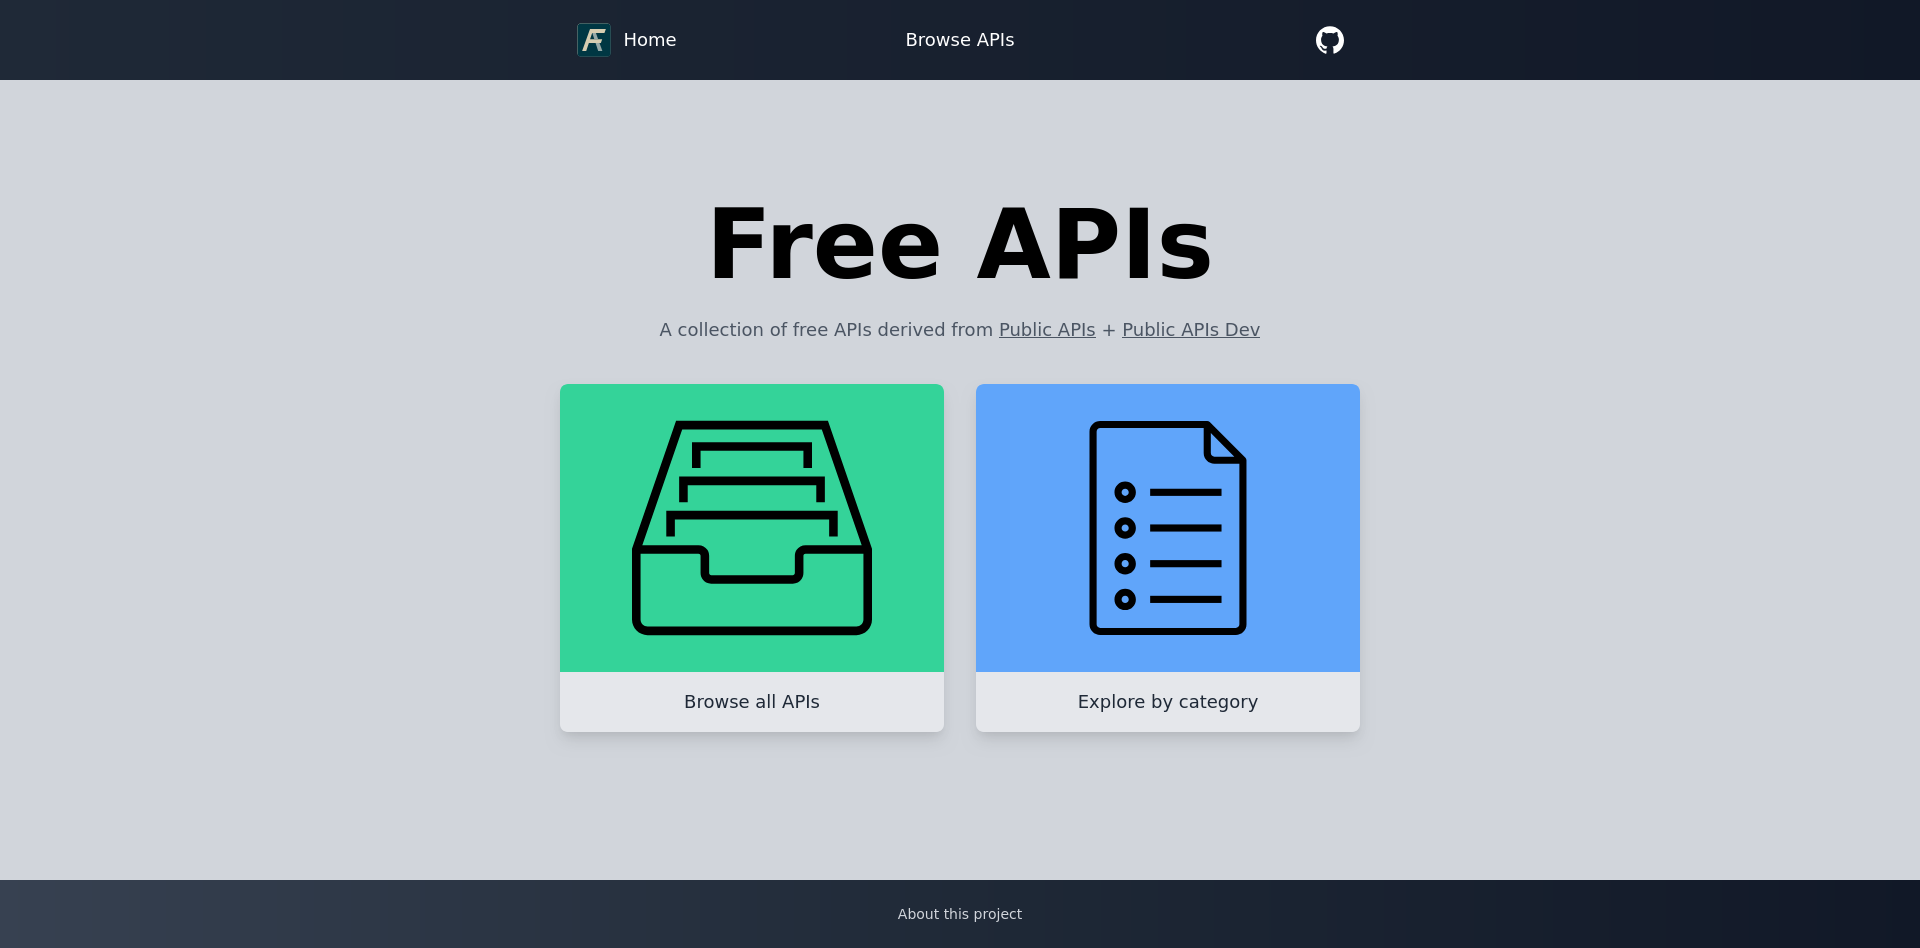 Home
Browse APIs
Free APIs
A collection of free APIs derived from Public APIs + Public APIs Dev
Browse all APIs
Explore by category
About this project